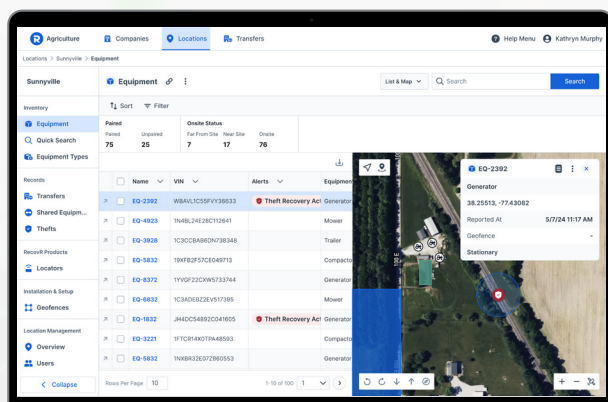 Agriculture Companies Locations Transfers Help Menu Kathryn Murphy
Locations > Sunnyville > Equipment
Sunnyville
Equipment
List & Map
Search
Search
Inventory
Equipment
Quick Search
Equipment Types
Records
Transfers
Shared Equipm...
Thefts
RecovR Products
Locators
Installation & Setup
Geofences
Location Management
Overview
Users
Collapse
Sort Filter
Paired Onsite Status
Paired Unpaired Far From Site Near Site Onsite
75 25 7 17 76
Name VIN Alerts Equipmen
EQ-2392 WBAVL1C55FVY36633 Theft Recovery Act Generator
EQ-4923 1N4BL24E28C112641 Mower
EQ-3928 1C3CCBAB6DN738348 Trailer
EQ-5832 19XFB2F57CE049713 Compacto
EQ-8372 1YVGF22CXW5733744 Generator
EQ-6832 1C3ADEBZ2EV517395 Mower
EQ-1832 JH4DC54892C041605 Theft Recovery Act Generator
EQ-3221 1FTCR14X0TPA48593 Compacto
EQ-5832 1NXBR32E07Z860553 Generator
Rows Per Page 10 1-10 of 100 1
100 E
100 E
EQ-2392
Generator
38.25513, -77.43082
Reported At 5/7/24 11:17 AM
Geofence -
Stationary